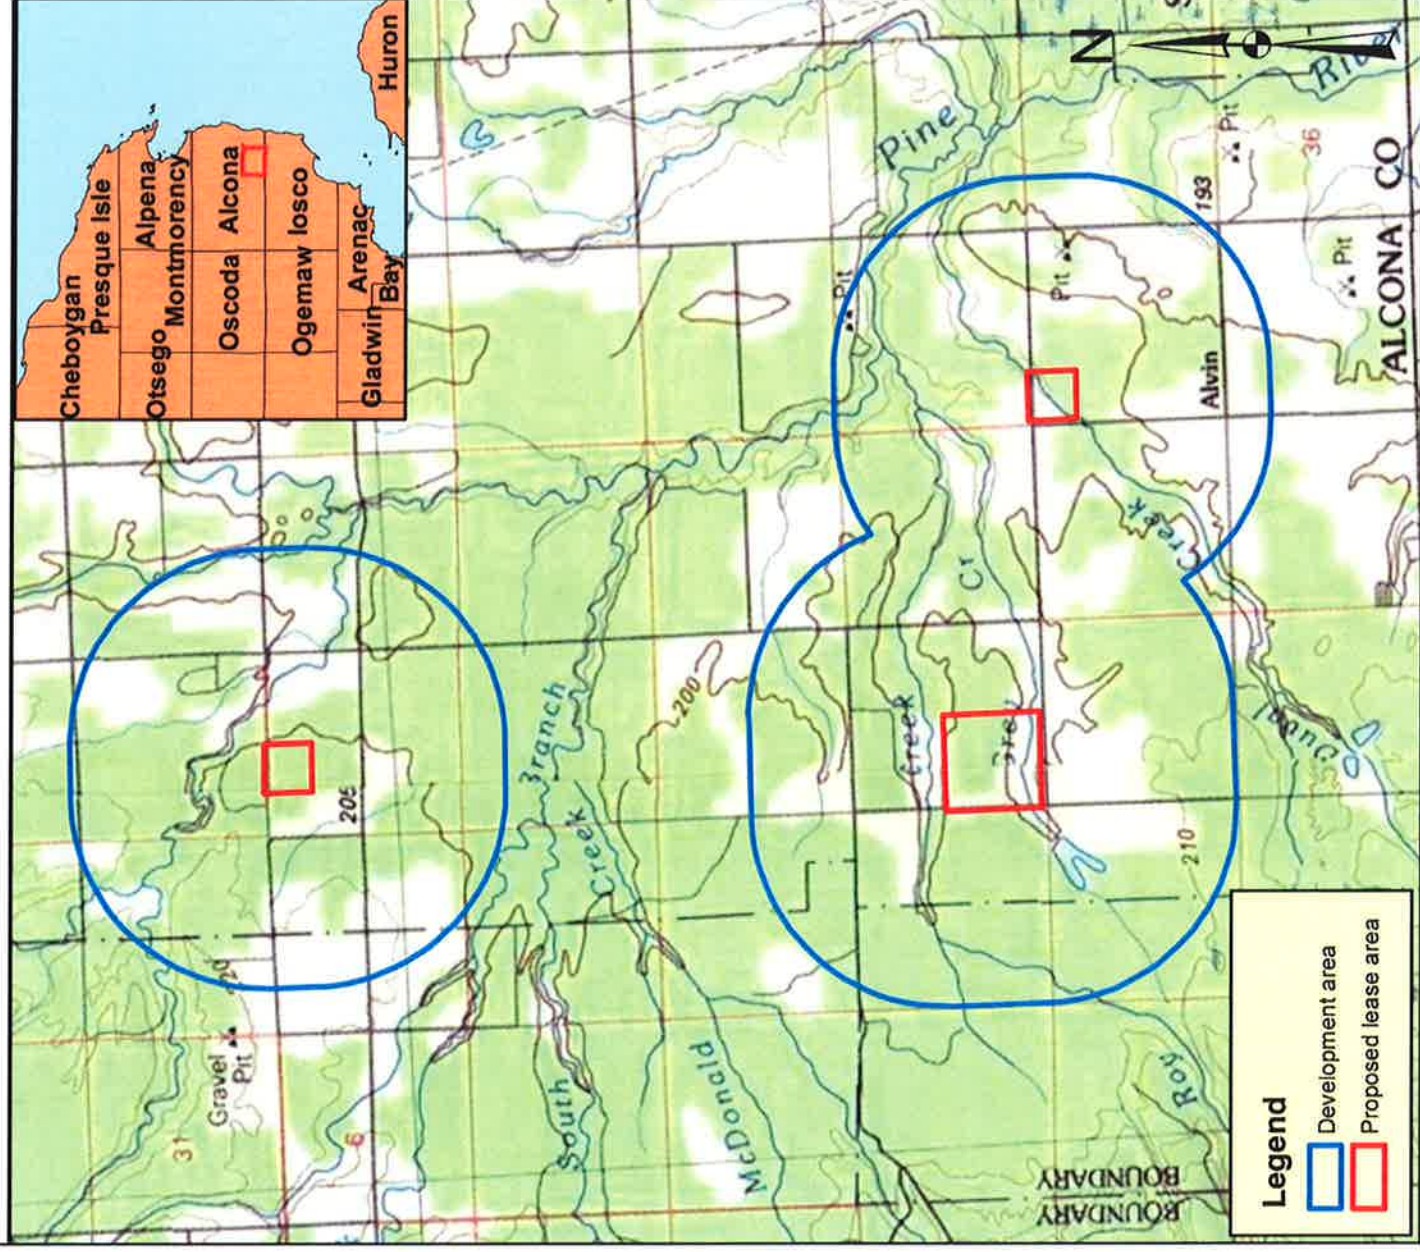 Cheboygan
Presque Isle
Otsego
Alpena
Montmorency
Oscoda
Alcona
Ogemaw
Iosco
Gladwin
Arenac
Bay
Huron
N
Pine
River
Pit
Pit
Pit
Pit
36
193
ALCONA CO
Alvin
Creek
Duval
Cr
Creek
200
210
205
Branch
Creek
South
McDonald
Roy
Gravel
Pit
31
6
BOUNDARY
BOUNDARY
Legend
Development area
Proposed lease area